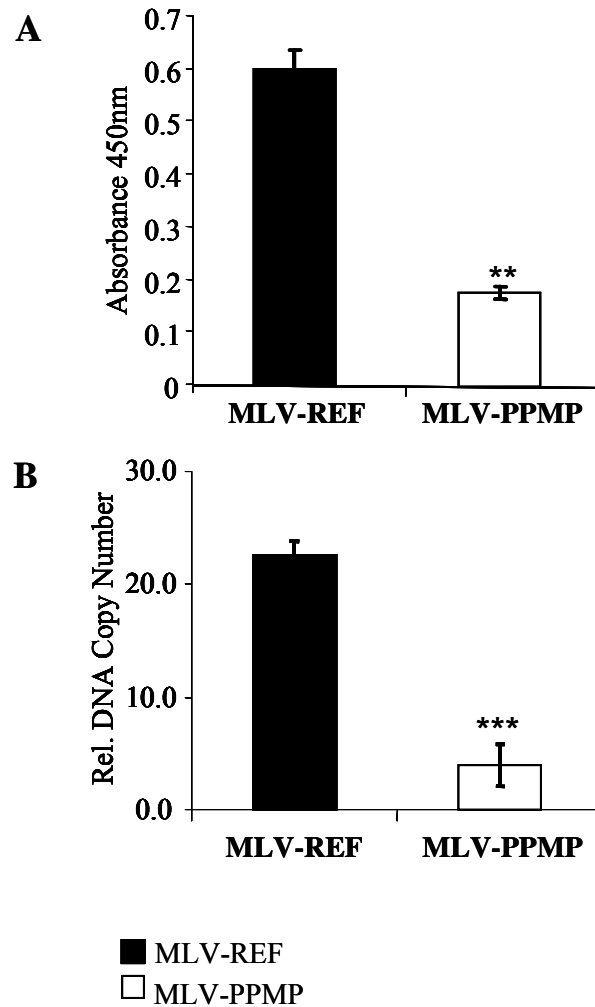 A
Absorbance 450nm
0.7
0.6
0.5
0.4
0.3
0.2
0.1
0
**
MLV-REF
MLV-PPMP
B
Rel. DNA Copy Number
30.0
20.0
10.0
0.0
***
MLV-REF
MLV-PPMP
MLV-REF
MLV-PPMP